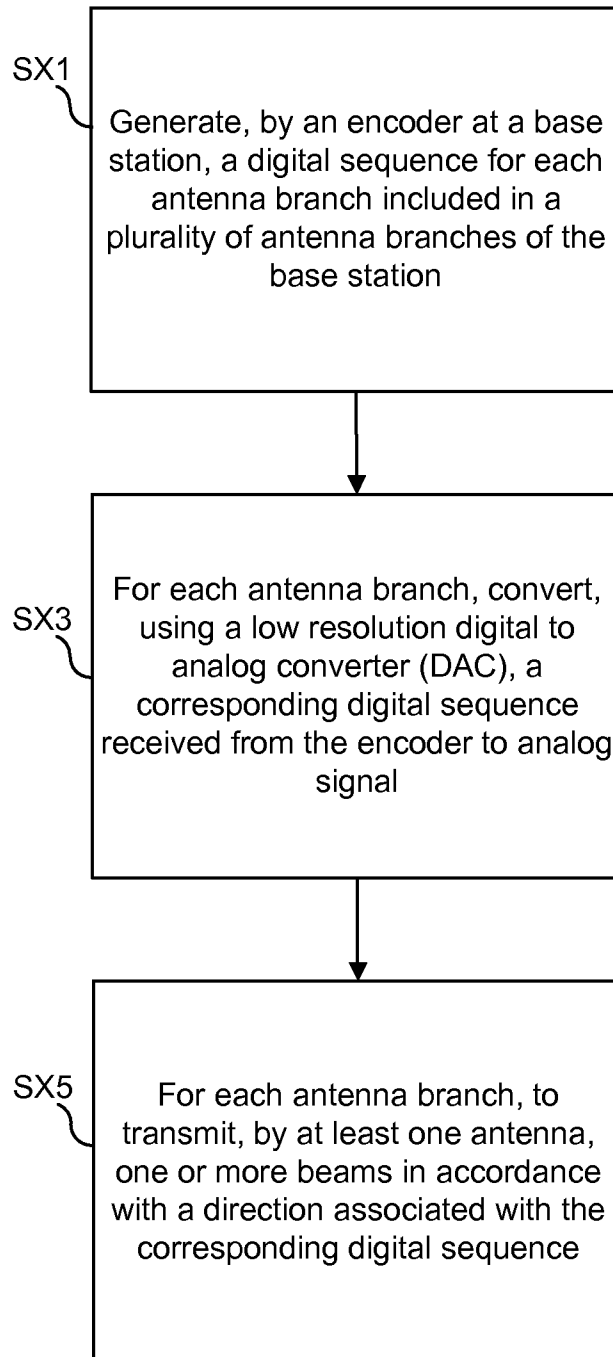 SX1
Generate, by an encoder at a base
station, a digital sequence for each
antenna branch included in a
plurality of antenna branches of the
base station
SX3
For each antenna branch, convert,
using a low resolution digital to
analog converter (DAC), a
corresponding digital sequence
received from the encoder to analog
signal
SX5
For each antenna branch, to
transmit, by at least one antenna,
one or more beams in accordance
with a direction associated with the
corresponding digital sequence